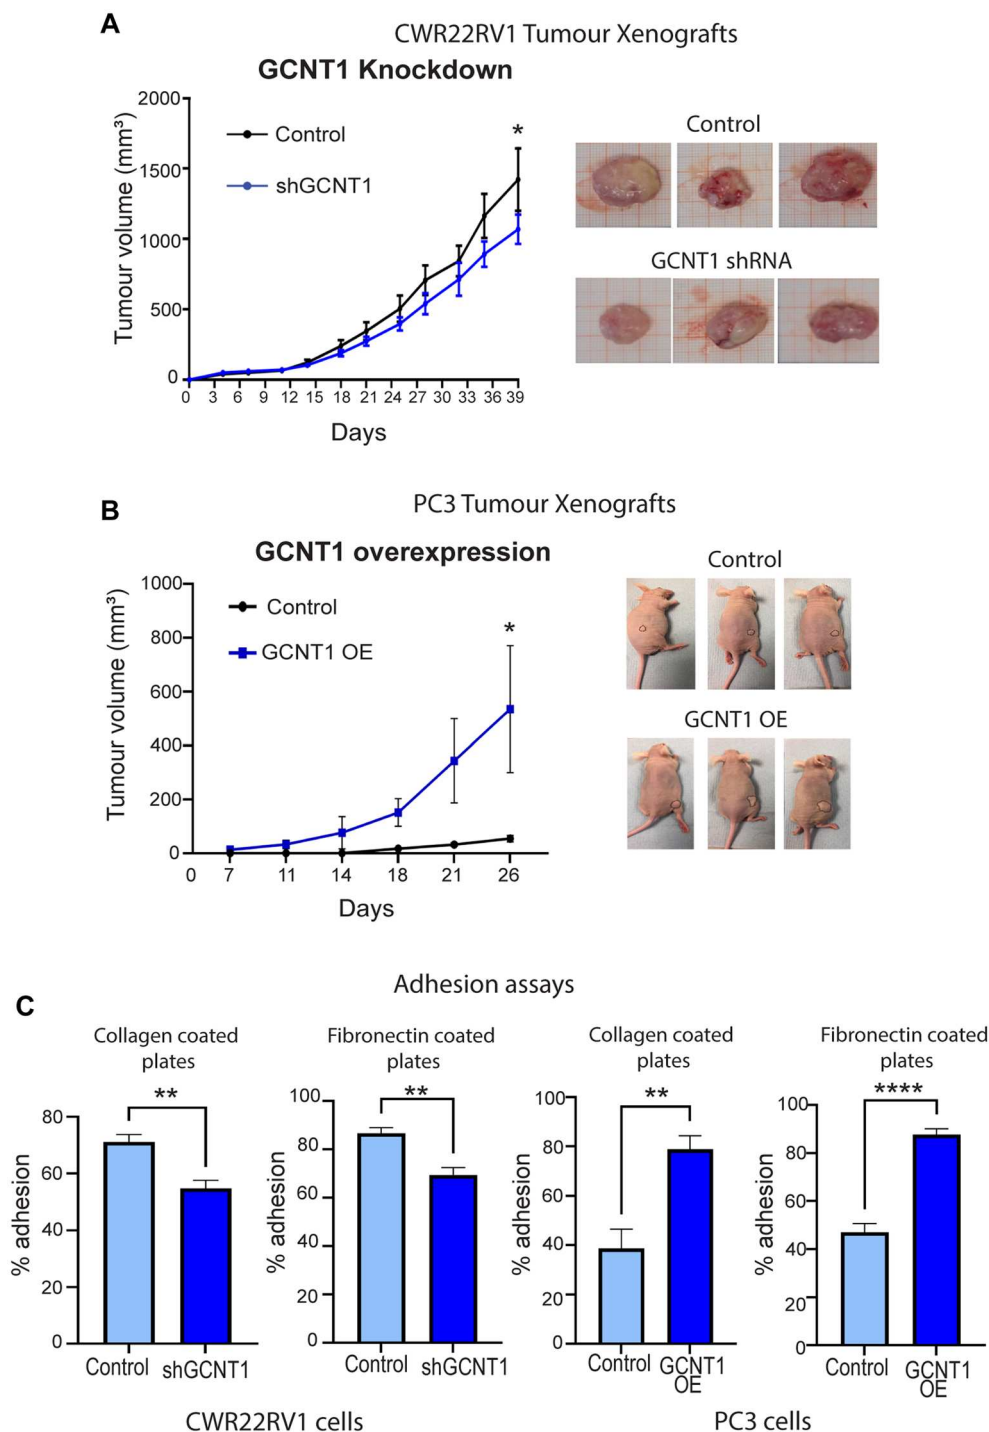 A
CWR22RV1 Tumour Xenografts
GCNT1 Knockdown
Tumour volume (mm³)
2000
1500
1000
500
0
Control
shGCNT1
*
0 3 6 9 12 15 18 21 24 27 30 33 36 39
Days
Control
GCNT1 shRNA
B
PC3 Tumour Xenografts
GCNT1 overexpression
Tumour volume (mm³)
1000
800
600
400
200
0
Control
GCNT1 OE
*
0 7 11 14 18 21 26
Days
Control
GCNT1 OE
C
Adhesion assays
Collagen coated
plates
**
% adhesion
80
60
40
20
0
Control shGCNT1
Fibronectin coated
plates
**
% adhesion
100
80
60
40
20
0
Control shGCNT1
CWR22RV1 cells
Collagen coated
plates
**
% adhesion
100
80
60
40
20
0
Control GCNT1
OE
Fibronectin coated
plates
****
% adhesion
100
80
60
40
20
0
Control GCNT1
OE
PC3 cells